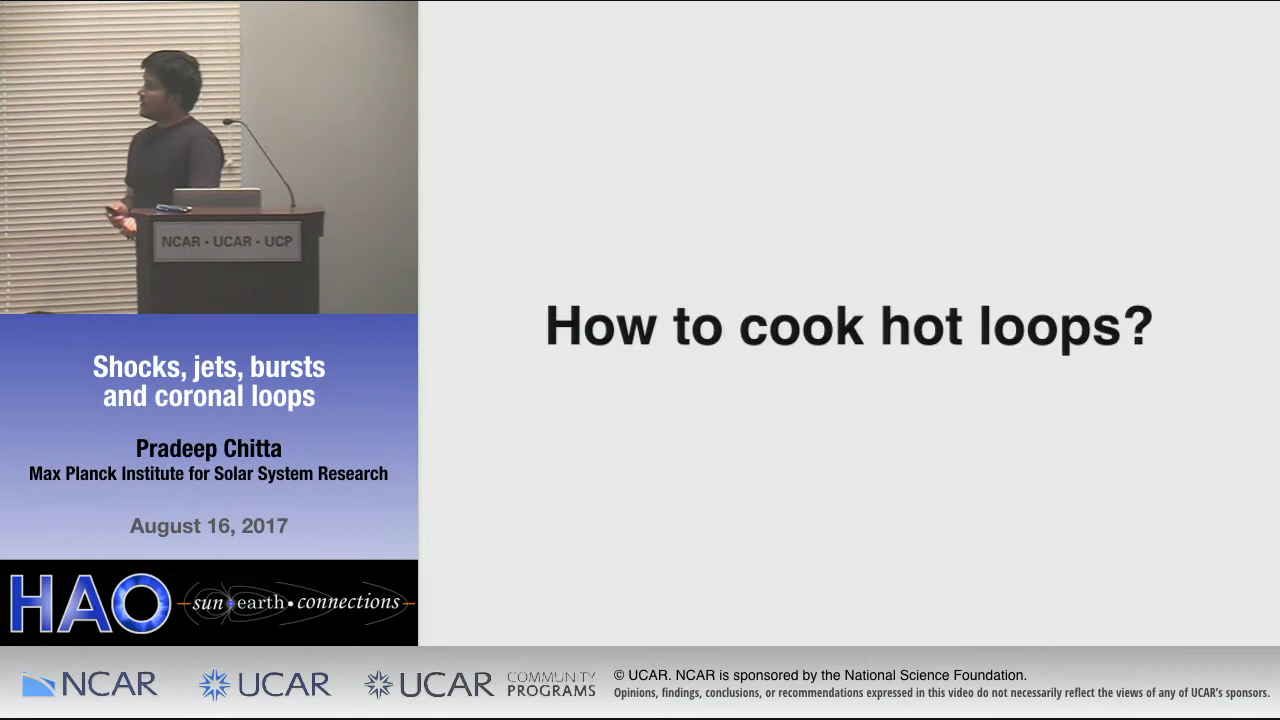 NCAR • UCAR • UCP
Shocks, jets, bursts
and coronal loops
Pradeep Chitta
Max Planck Institute for Solar System Research
August 16, 2017
HAO
sun • earth • connections
How to cook hot loops?
NCAR
UCAR
UCAR
COMMUNITY
PROGRAMS
© UCAR. NCAR is sponsored by the National Science Foundation.
Opinions, findings, conclusions, or recommendations expressed in this video do not necessarily reflect the views of any of UCAR's sponsors.